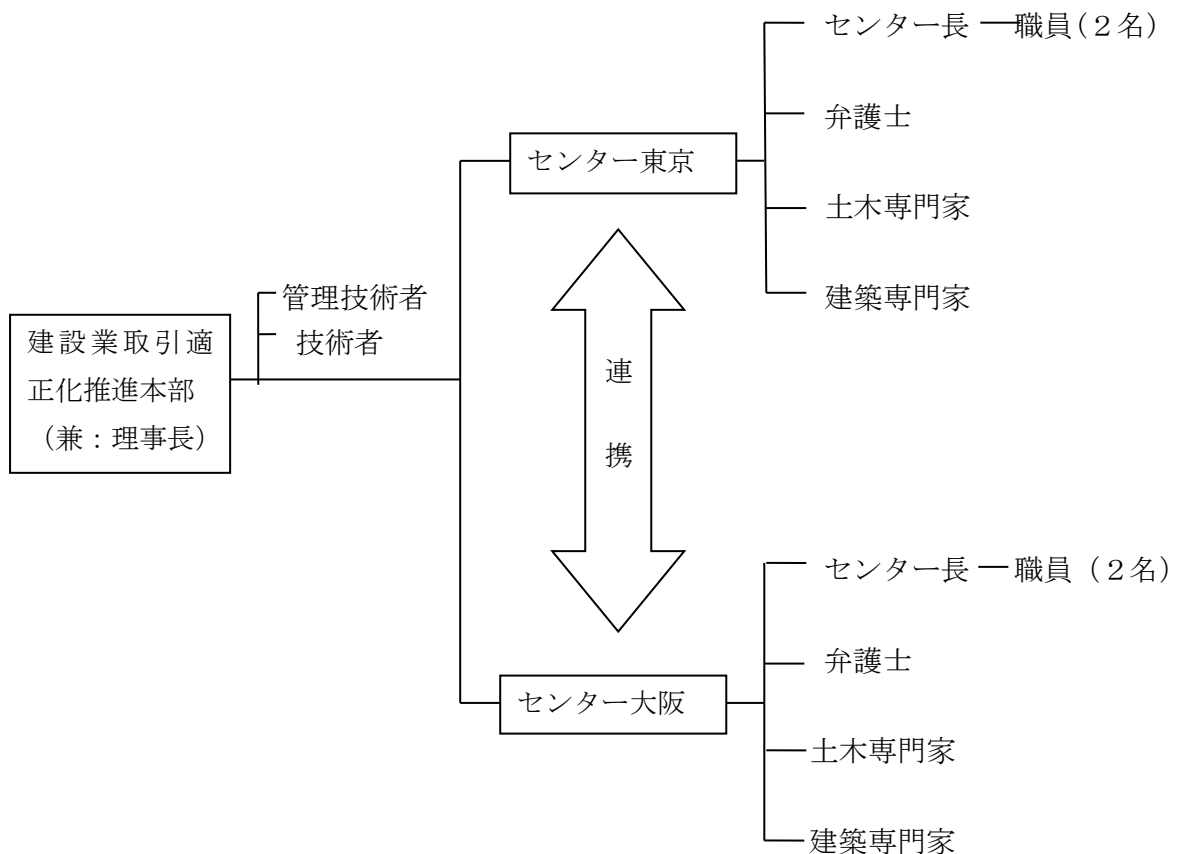 センター長 ― 職員(２名)
弁護士
センター東京
土木専門家
管理技術者
建築専門家
技術者
建設業取引適
正化推進本部
（兼：理事長）
連
携
センター長 ― 職員（２名）
弁護士
センター大阪
土木専門家
建築専門家